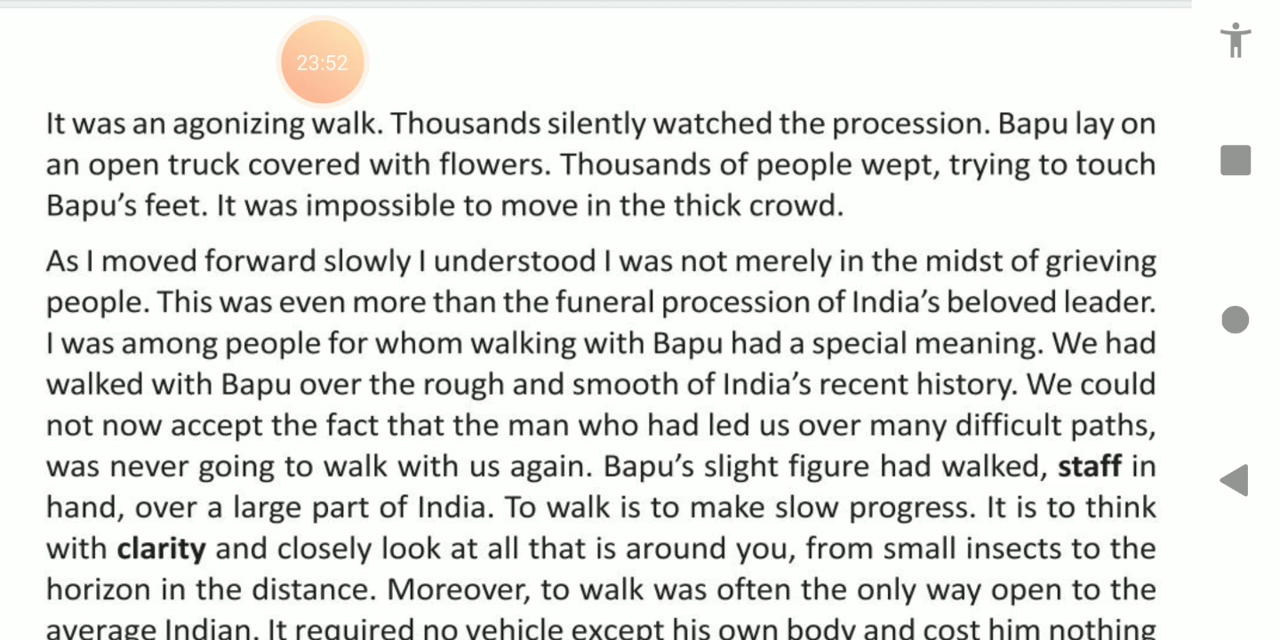 23:52
It was an agonizing walk. Thousands silently watched the procession. Bapu lay on
an open truck covered with flowers. Thousands of people wept, trying to touch
Bapu’s feet. It was impossible to move in the thick crowd.
As I moved forward slowly I understood I was not merely in the midst of grieving
people. This was even more than the funeral procession of India’s beloved leader.
I was among people for whom walking with Bapu had a special meaning. We had
walked with Bapu over the rough and smooth of India’s recent history. We could
not now accept the fact that the man who had led us over many difficult paths,
was never going to walk with us again. Bapu’s slight figure had walked, staff in
hand, over a large part of India. To walk is to make slow progress. It is to think
with clarity and closely look at all that is around you, from small insects to the
horizon in the distance. Moreover, to walk was often the only way open to the
average Indian. It required no vehicle except his own body and cost him nothing